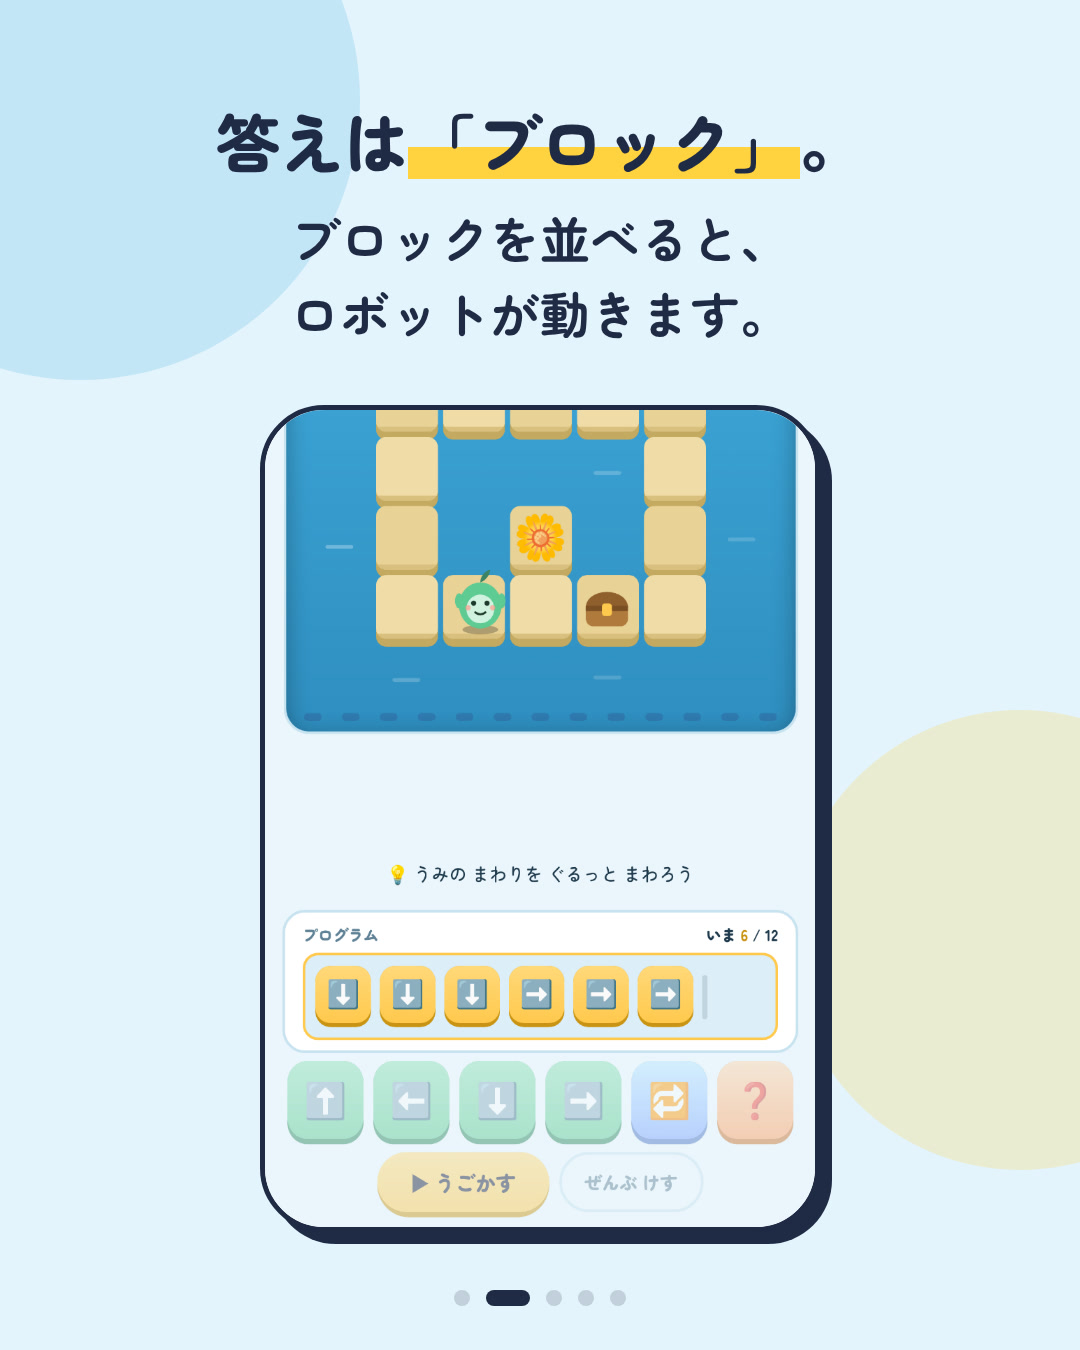 答えは「ブロック」。
ブロックを並べると、
ロボットが動きます。
💡 うみの まわりを ぐるっと まわろう
プログラム
いま 6 / 12
⬇️ ⬇️ ⬇️ ➡️ ➡️ ➡️
⬆️ ⬅️ ⬇️ ➡️ 🔁 ❓
▶ うごかす
ぜんぶ けす